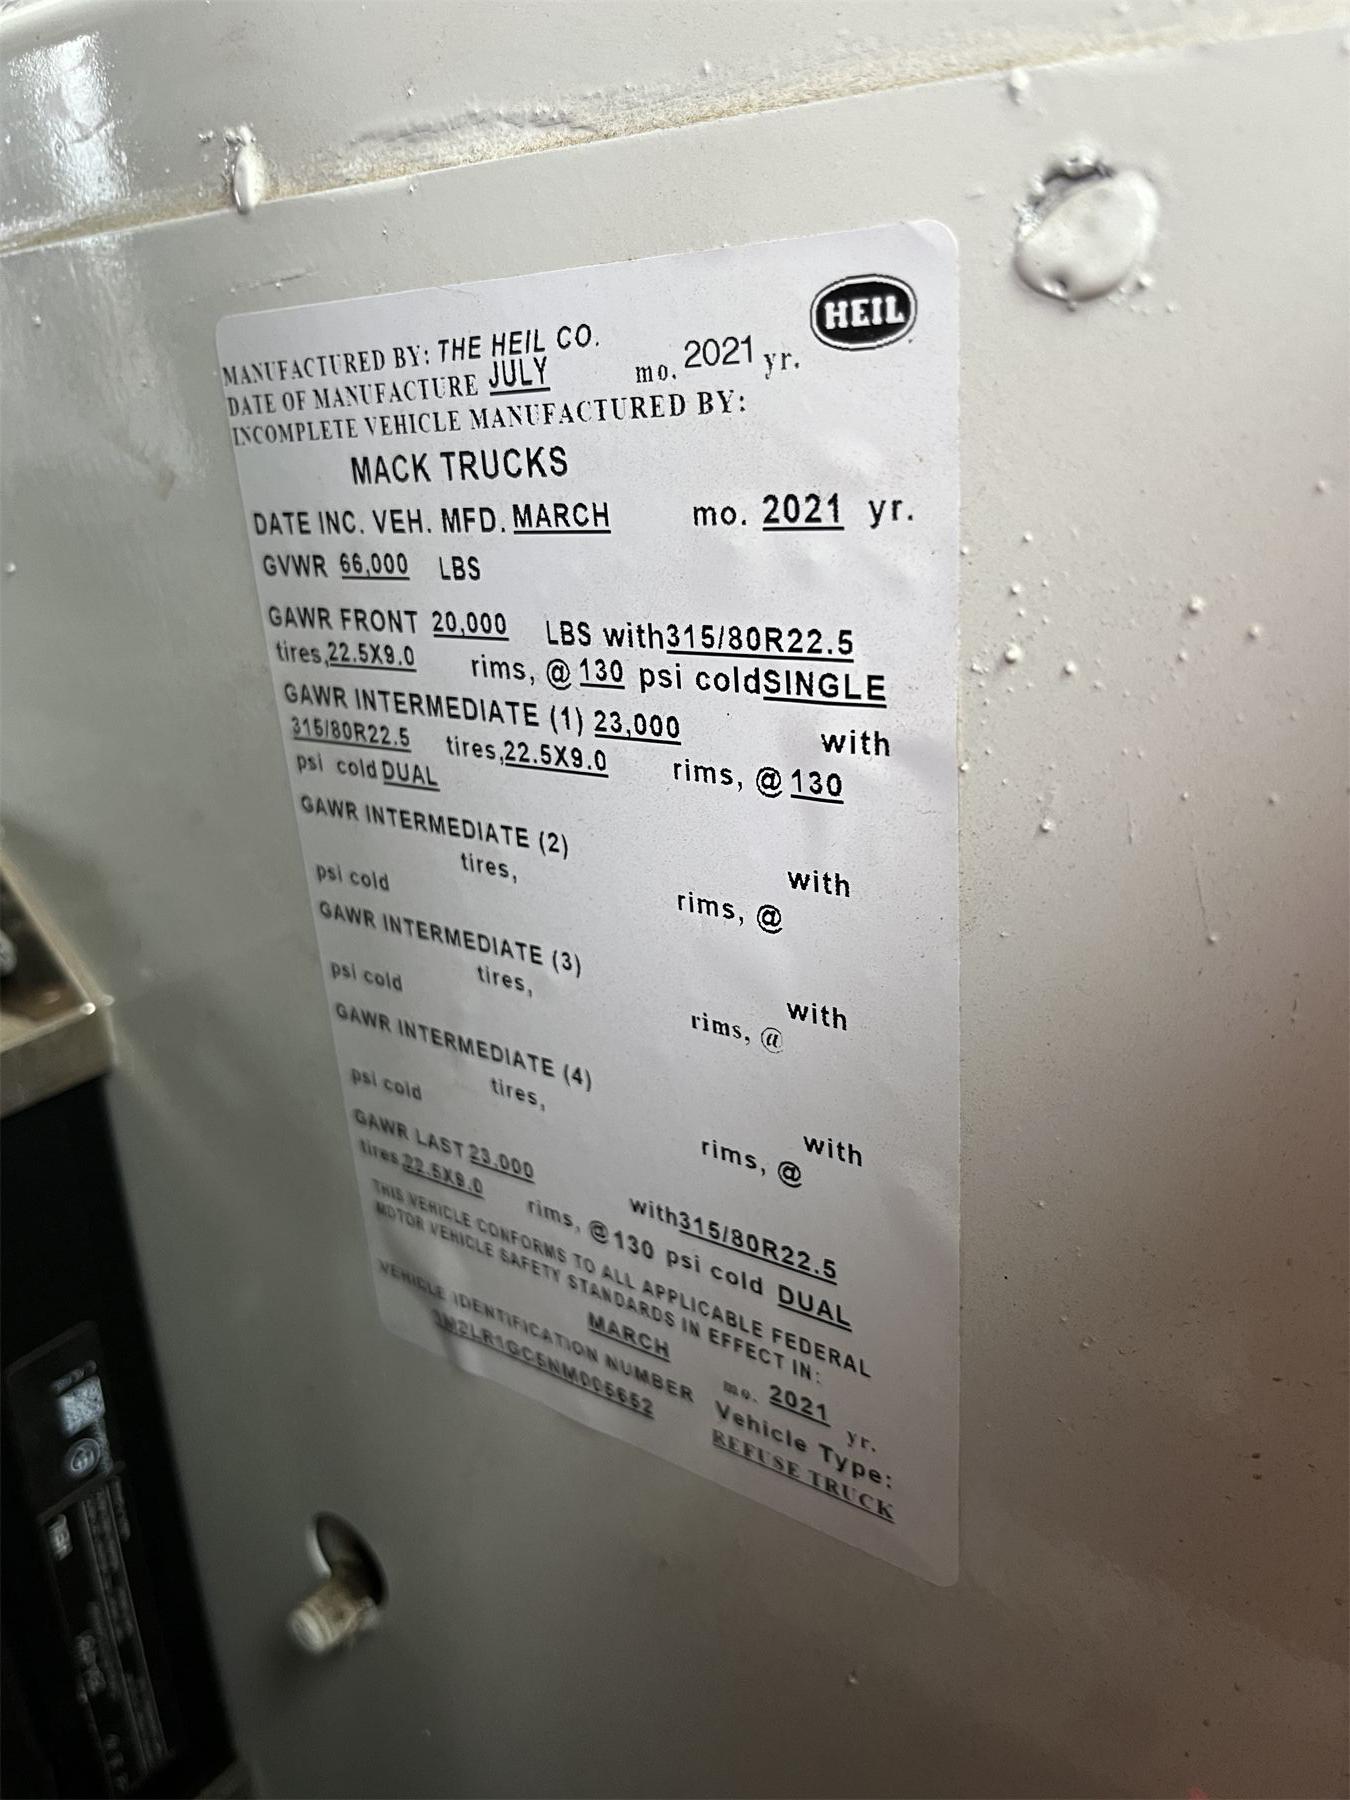 HEIL
MANUFACTURED BY: THE HEIL CO.
DATE OF MANUFACTURE JULY mo. 2021 yr.
INCOMPLETE VEHICLE MANUFACTURED BY:
MACK TRUCKS
DATE INC. VEH. MFD. MARCH mo. 2021 yr.
GVWR 66,000 LBS
GAWR FRONT 20,000 LBS with 315/80R22.5
tires, 22.5X9.0 rims, @ 130 psi cold SINGLE
GAWR INTERMEDIATE (1) 23,000 with
315/80R22.5 tires, 22.5X9.0 rims, @ 130
psi cold DUAL
GAWR INTERMEDIATE (2) with
tires, rims, @
psi cold
GAWR INTERMEDIATE (3) with
tires, rims, @
psi cold
GAWR INTERMEDIATE (4) with
tires, rims, @
psi cold
GAWR LAST 23,000 with 315/80R22.5
tires 22.5X9.0 rims, @ 130 psi cold DUAL
THIS VEHICLE CONFORMS TO ALL APPLICABLE FEDERAL
MOTOR VEHICLE SAFETY STANDARDS IN EFFECT IN:
MARCH mo. 2021 yr.
VEHICLE IDENTIFICATION NUMBER Vehicle Type:
REFUSE TRUCK